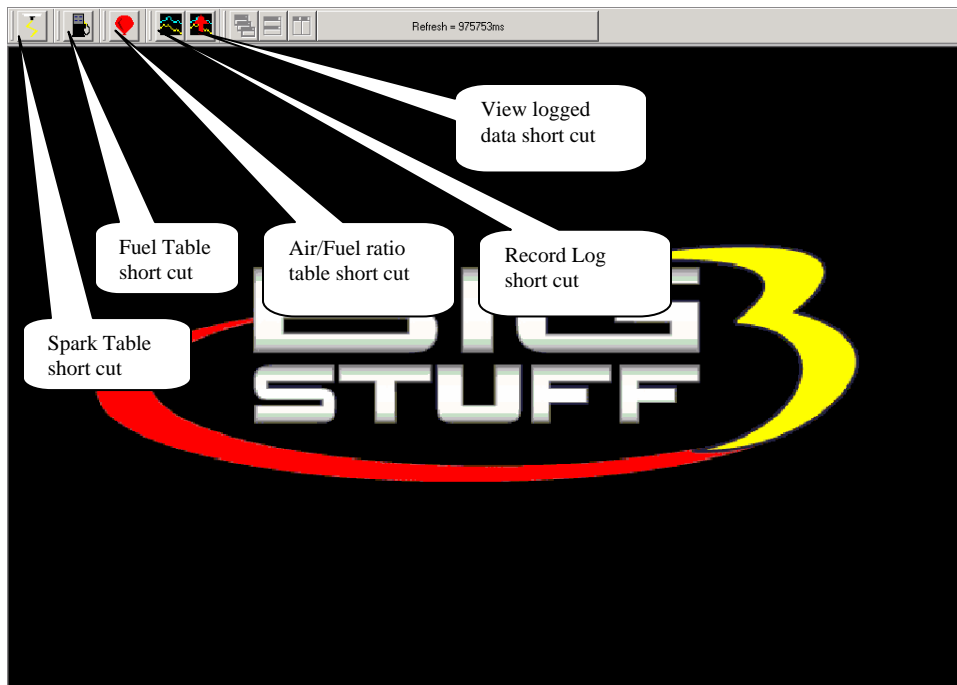 Refresh = 975753ms
View logged
data short cut
Fuel Table
short cut
Air/Fuel ratio
table short cut
Record Log
short cut
Spark Table
short cut
BIG
STUFF
3